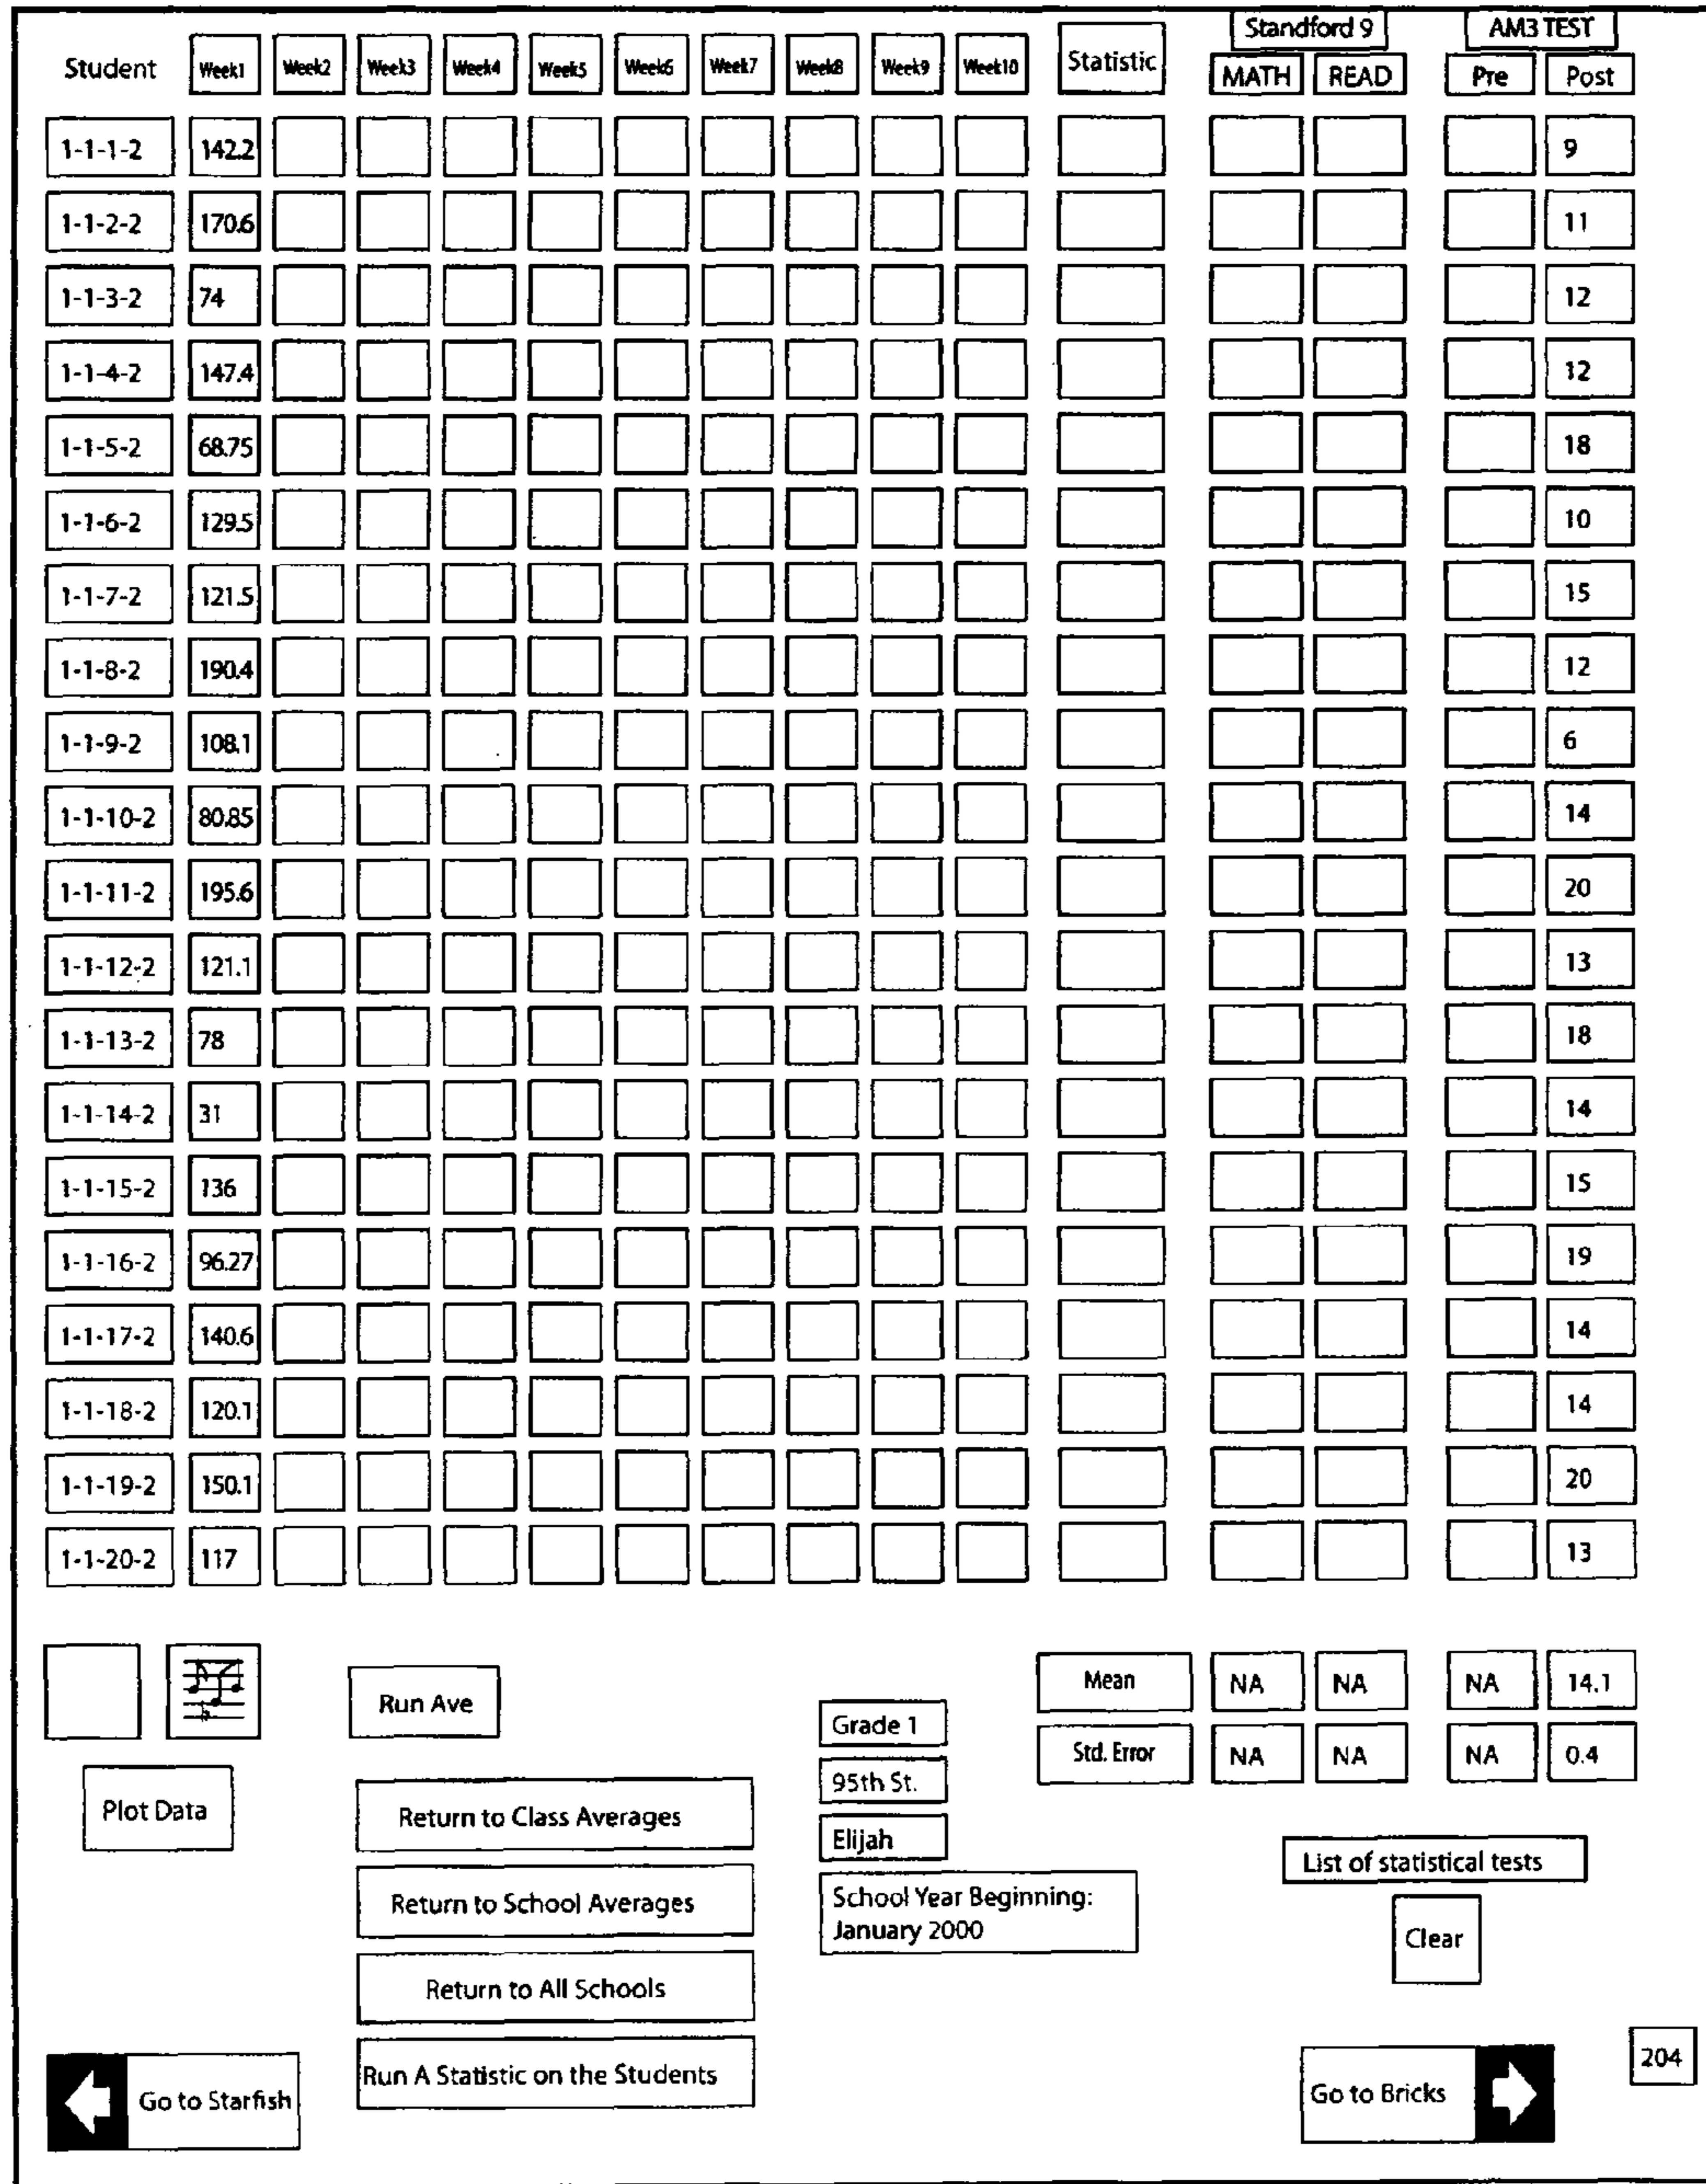 Standford 9 AM3 TEST
Student Week1 Week2 Week3 Week4 Week5 Week6 Week7 Week8 Week9 Week10 Statistic MATH READ Pre Post
1-1-1-2 142.2 9
1-1-2-2 170.6 11
1-1-3-2 74 12
1-1-4-2 147.4 12
1-1-5-2 68.75 18
1-1-6-2 129.5 10
1-1-7-2 121.5 15
1-1-8-2 190.4 12
1-1-9-2 108.1 6
1-1-10-2 80.85 14
1-1-11-2 195.6 20
1-1-12-2 121.1 13
1-1-13-2 78 18
1-1-14-2 31 14
1-1-15-2 136 15
1-1-16-2 96.27 19
1-1-17-2 140.6 14
1-1-18-2 120.1 14
1-1-19-2 150.1 20
1-1-20-2 117 13
Mean NA NA NA 14.1
Run Ave
Grade 1
Std. Error NA NA NA 0.4
95th St.
Plot Data
Return to Class Averages
Elijah
List of statistical tests
Return to School Averages
School Year Beginning:
January 2000
Clear
Return to All Schools
204
Run A Statistic on the Students
Go to Starfish
Go to Bricks